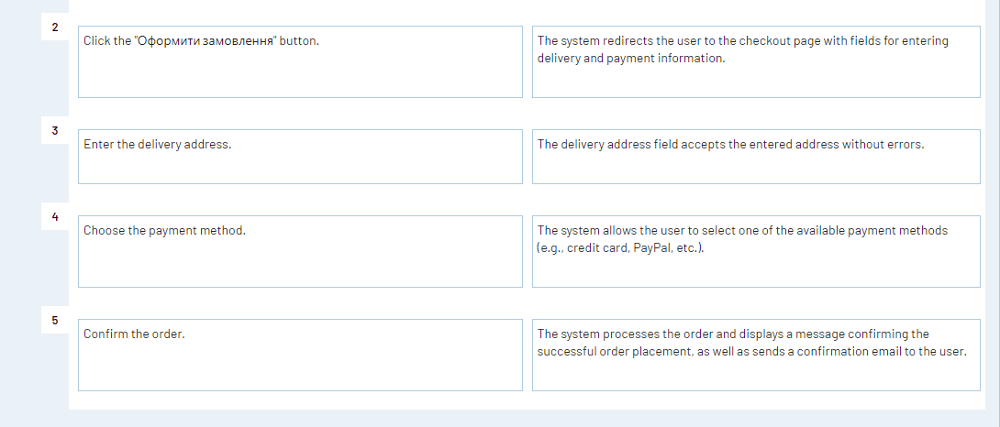 2
Click the "Оформити замовлення" button.
The system redirects the user to the checkout page with fields for entering
delivery and payment information.
3
Enter the delivery address.
The delivery address field accepts the entered address without errors.
4
Choose the payment method.
The system allows the user to select one of the available payment methods
(e.g., credit card, PayPal, etc.).
5
Confirm the order.
The system processes the order and displays a message confirming the
successful order placement, as well as sends a confirmation email to the user.